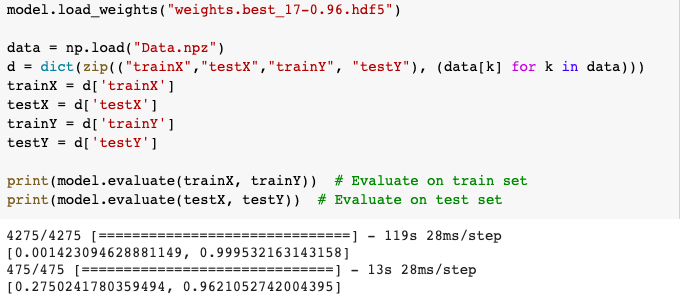 model.load_weights("weights.best_17-0.96.hdf5")
data = np.load("Data.npz")
d = dict(zip(("trainX","testX","trainY", "testY"), (data[k] for k in data)))
trainX = d['trainX']
testX = d['testX']
trainY = d['trainY']
testY = d['testY']
print(model.evaluate(trainX, trainY))  # Evaluate on train set
print(model.evaluate(testX, testY))  # Evaluate on test set
4275/4275 [==============================] - 119s 28ms/step
[0.001423094628881149, 0.999532163143158]
475/475 [==============================] - 13s 28ms/step
[0.2750241780359494, 0.9621052742004395]